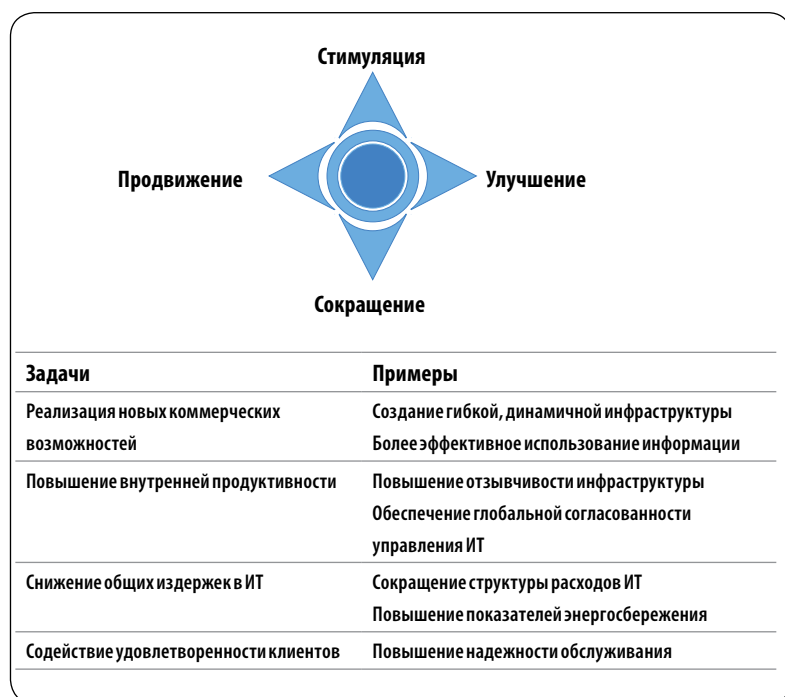 Стимуляция
Продвижение
Улучшение
Сокращение
Задачи Примеры
Реализация новых коммерческих Создание гибкой, динамичной инфраструктуры
возможностей Более эффективное использование информации
Повышение внутренней продуктивности Повышение отзывчивости инфраструктуры
Обеспечение глобальной согласованности
управления ИТ
Снижение общих издержек в ИТ Сокращение структуры расходов ИТ
Повышение показателей энергосбережения
Содействие удовлетворенности клиентов Повышение надежности обслуживания